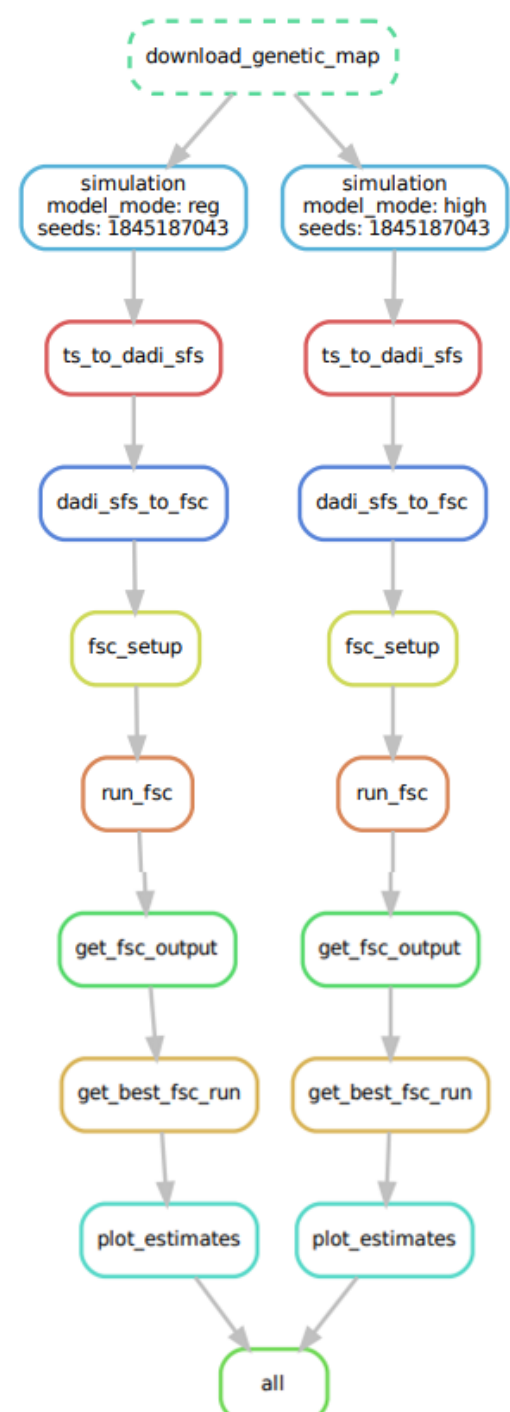 download_genetic_map
simulation
model_mode: reg
seeds: 1845187043
simulation
model_mode: high
seeds: 1845187043
ts_to_dadi_sfs
ts_to_dadi_sfs
dadi_sfs_to_fsc
dadi_sfs_to_fsc
fsc_setup
fsc_setup
run_fsc
run_fsc
get_fsc_output
get_fsc_output
get_best_fsc_run
get_best_fsc_run
plot_estimates
plot_estimates
all